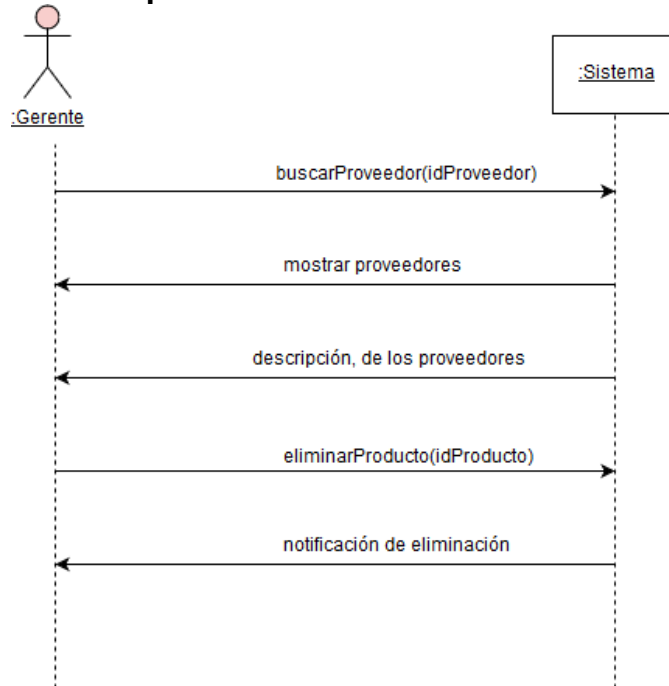 :Sistema
:Gerente
buscarProveedor(idProveedor)
mostrar proveedores
descripción, de los proveedores
eliminarProducto(idProducto)
notificación de eliminación